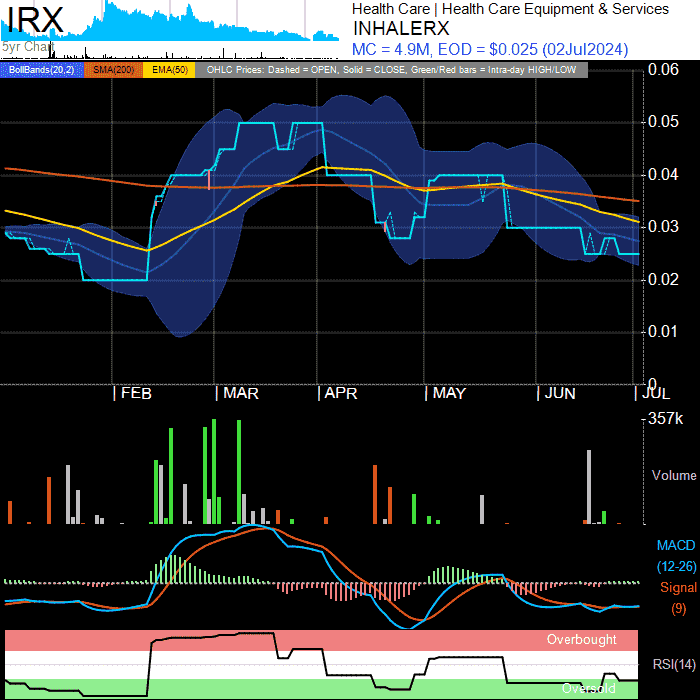 IRX
Health Care | Health Care Equipment & Services
INHALERX
5yr Chart
MC = 4.9M, EOD = $0.025 (02Jul2024)
BollBands(20,2) SMA(200) EMA(50) OHLC Prices: Dashed = OPEN, Solid = CLOSE, Green/Red bars = Intra-day HIGH/LOW
0.06
0.05
0.04
0.03
0.02
0.01
0
FEB MAR APR MAY JUN JUL
357k
Volume
MACD
(12-26)
Signal
(9)
Overbought
RSI(14)
Oversold